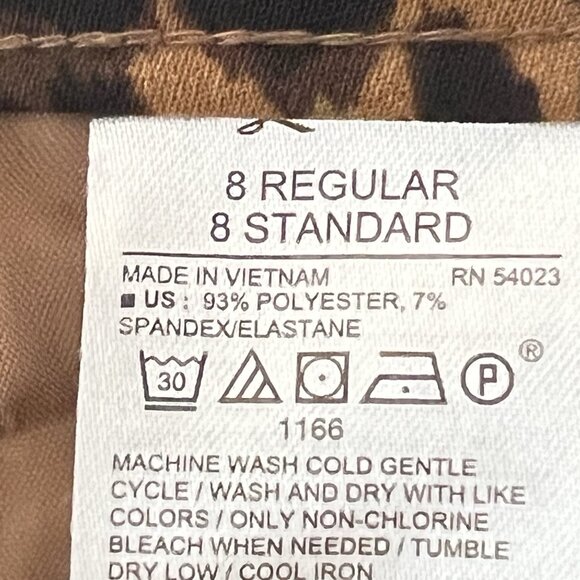 8 REGULAR
8 STANDARD
MADE IN VIETNAM RN 54023
US : 93% POLYESTER, 7%
SPANDEX/ELASTANE
30 P ®
1166
MACHINE WASH COLD GENTLE
CYCLE / WASH AND DRY WITH LIKE
COLORS / ONLY NON-CHLORINE
BLEACH WHEN NEEDED / TUMBLE
DRY LOW / COOL IRON